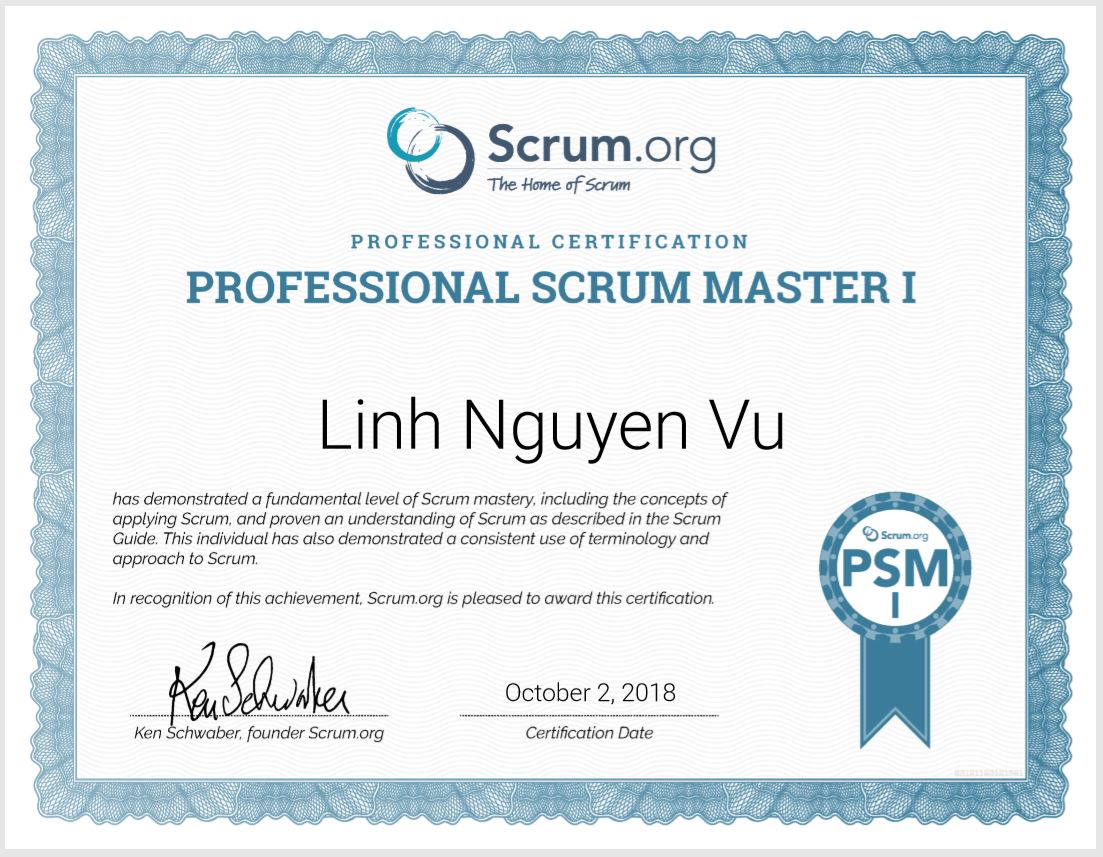 Scrum.org
The Home of Scrum
PROFESSIONAL CERTIFICATION
PROFESSIONAL SCRUM MASTER I
Linh Nguyen Vu
has demonstrated a fundamental level of Scrum mastery, including the concepts of
applying Scrum, and proven an understanding of Scrum as described in the Scrum
Guide. This individual has also demonstrated a consistent use of terminology and
approach to Scrum.
In recognition of this achievement, Scrum.org is pleased to award this certification.
Scrum.org
PSM
I
Ken Schwaber
October 2, 2018
Ken Schwaber, founder Scrum.org
Certification Date